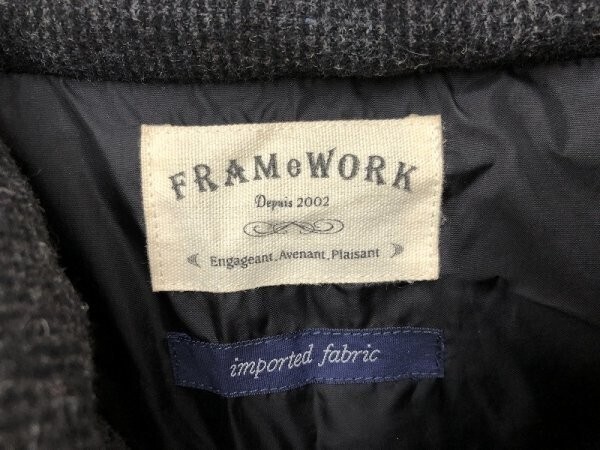 FRAMeWORK
Depuis 2002
Engageant, Avenant, Plaisant
imported fabric